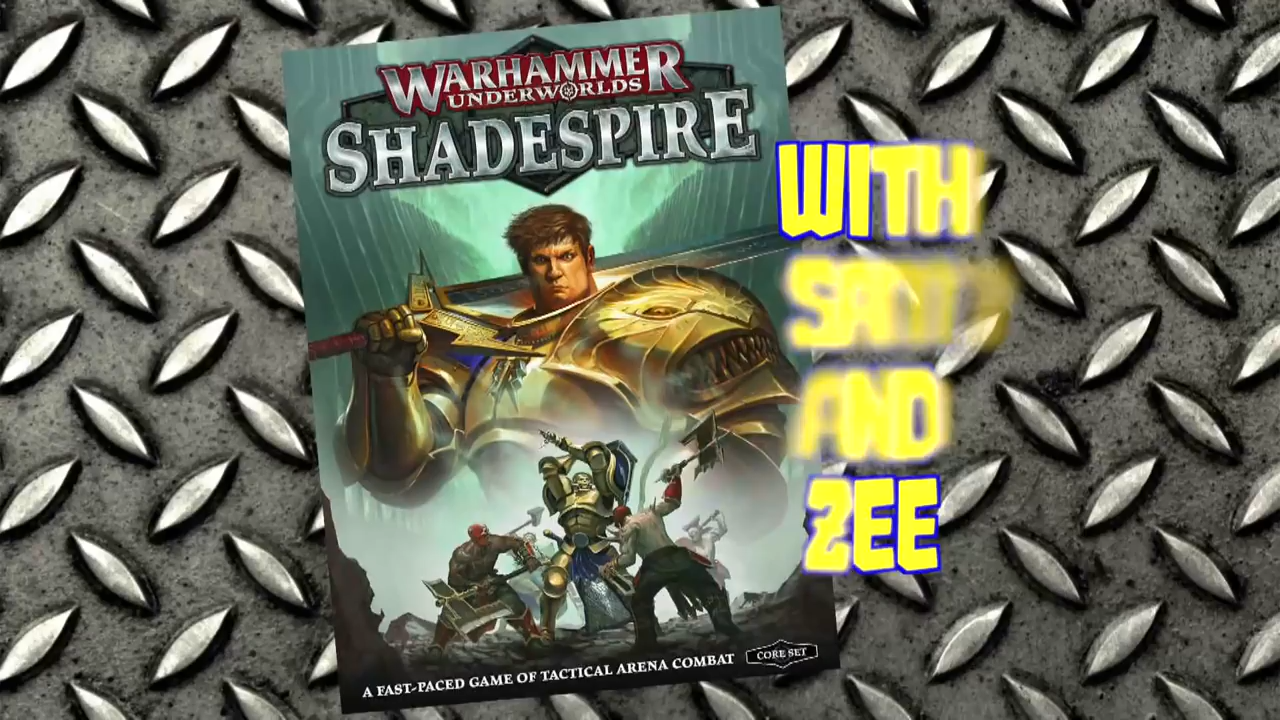 WARHAMMER
UNDERWORLDS
SHADESPIRE
A FAST-PACED GAME OF TACTICAL ARENA COMBAT
CORE SET
WITH
AND
ZEE